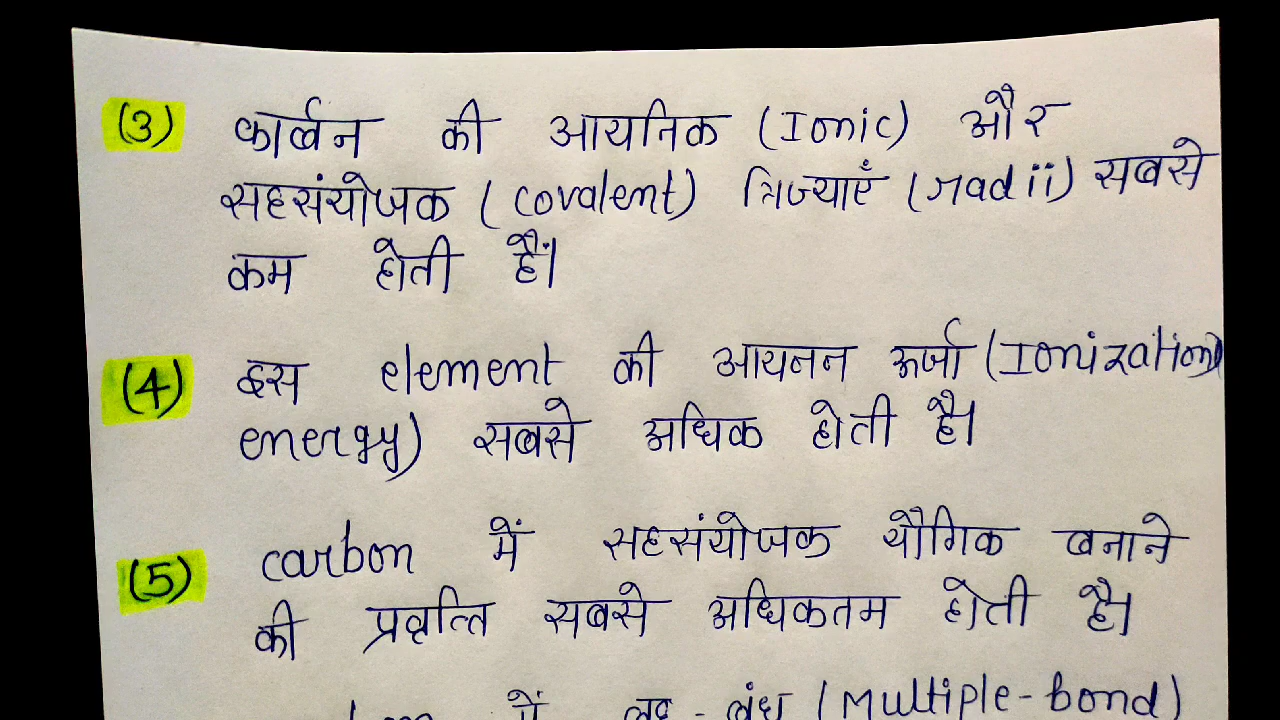 (3) कार्बन की आयनिक (Ionic) और
सहसंयोजक (covalent) त्रिज्याएँ (radii) सबसे
कम होती हैं।
(4) इस element की आयनन ऊर्जा (Ionization
energy) सबसे अधिक होती है।
(5) carbon में सहसंयोजक यौगिक बनाने
की प्रवृत्ति सबसे अधिकतम होती है।
में बहु-बंध (Multiple-bond)